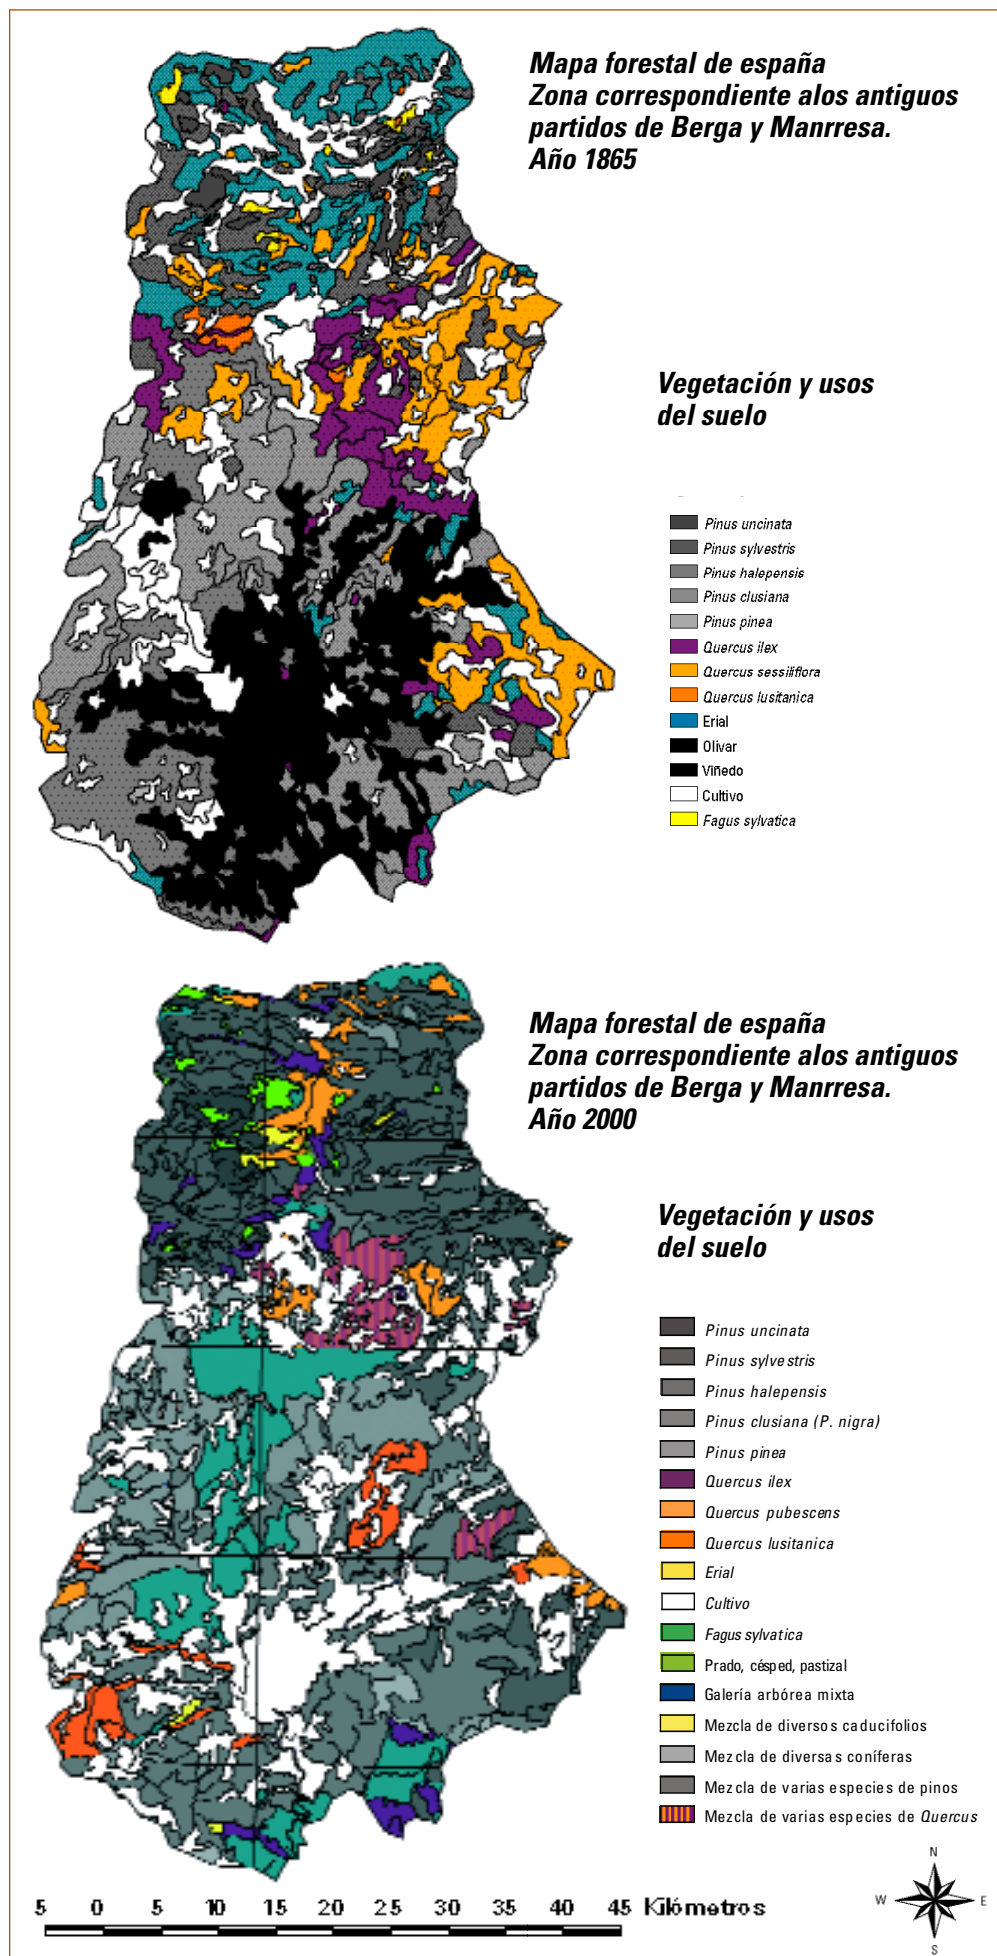 Mapa forestal de españa
Zona correspondiente alos antiguos
partidos de Berga y Manrresa.
Año 1865
Vegetación y usos
del suelo
Pinus uncinata
Pinus sylvestris
Pinus halepensis
Pinus clusiana
Pinus pinea
Quercus ilex
Quercus sessiliflora
Quercus lusitanica
Erial
Olivar
Viñedo
Cultivo
Fagus sylvatica
Mapa forestal de españa
Zona correspondiente alos antiguos
partidos de Berga y Manrresa.
Año 2000
Vegetación y usos
del suelo
Pinus uncinata
Pinus sylvestris
Pinus halepensis
Pinus clusiana (P. nigra)
Pinus pinea
Quercus ilex
Quercus pubescens
Quercus lusitanica
Erial
Cultivo
Fagus sylvatica
Prado, césped, pastizal
Galería arbórea mixta
Mezcla de diversos caducifolios
Mezcla de diversas coníferas
Mezcla de varias especies de pinos
Mezcla de varias especies de Quercus
N
W E
S
5 0 5 10 15 20 25 30 35 40 45 Kilómetros